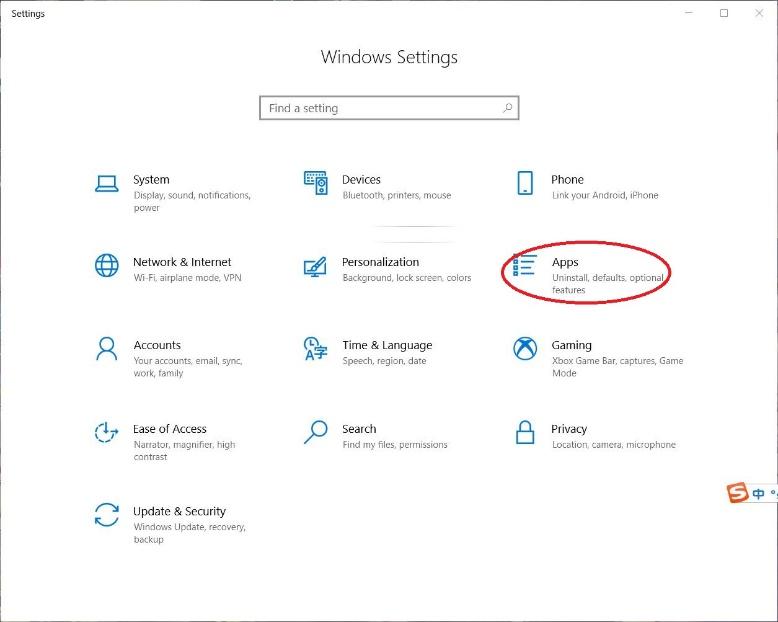 Settings
Windows Settings
Find a setting
System
Display, sound, notifications,
power
Devices
Bluetooth, printers, mouse
Phone
Link your Android, iPhone
Network & Internet
Wi-Fi, airplane mode, VPN
Personalization
Background, lock screen, colors
Apps
Uninstall, defaults, optional
features
Accounts
Your accounts, email, sync,
work, family
Time & Language
Speech, region, date
Gaming
Xbox Game Bar, captures, Game
Mode
Ease of Access
Narrator, magnifier, high
contrast
Search
Find my files, permissions
Privacy
Location, camera, microphone
Update & Security
Windows Update, recovery,
backup
S 中